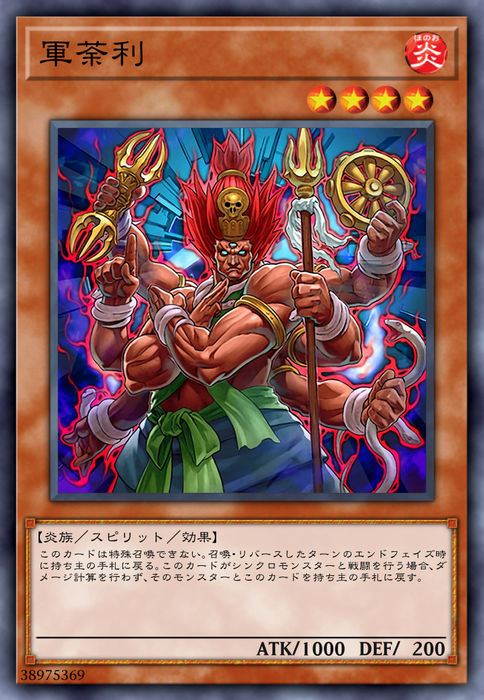 軍荼利
ほのお
炎
【炎族／スピリット／効果】
このカードは特殊召喚できない。召喚・リバースしたターンのエンドフェイズ時
に持ち主の手札に戻る。このカードがシンクロモンスターと戦闘を行う場合、ダ
メージ計算を行わず、そのモンスターとこのカードを持ち主の手札に戻す。
ATK/1000 DEF/ 200
38975369